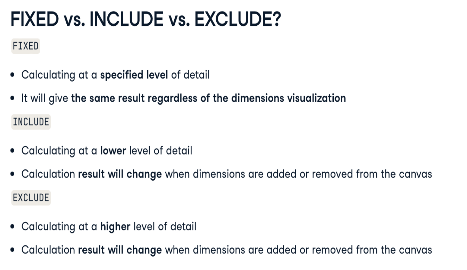 FIXED vs. INCLUDE vs. EXCLUDE?
FIXED
• Calculating at a specified level of detail
• It will give the same result regardless of the dimensions visualization
INCLUDE
• Calculating at a lower level of detail
• Calculation result will change when dimensions are added or removed from the canvas
EXCLUDE
• Calculating at a higher level of detail
• Calculation result will change when dimensions are added or removed from the canvas